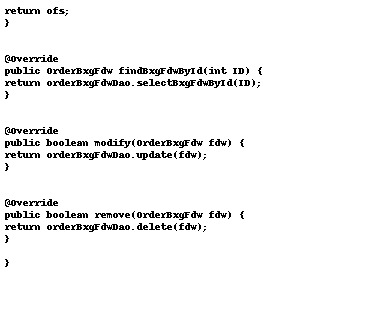 return ofs;
}
@Override
public OrderBxgFdw findBxgFdwById(int ID) {
return orderBxgFdwDao.selectBxgFdwById(ID);
}
@Override
public boolean modify(OrderBxgFdw fdw) {
return orderBxgFdwDao.update(fdw);
}
@Override
public boolean remove(OrderBxgFdw fdw) {
return orderBxgFdwDao.delete(fdw);
}
}